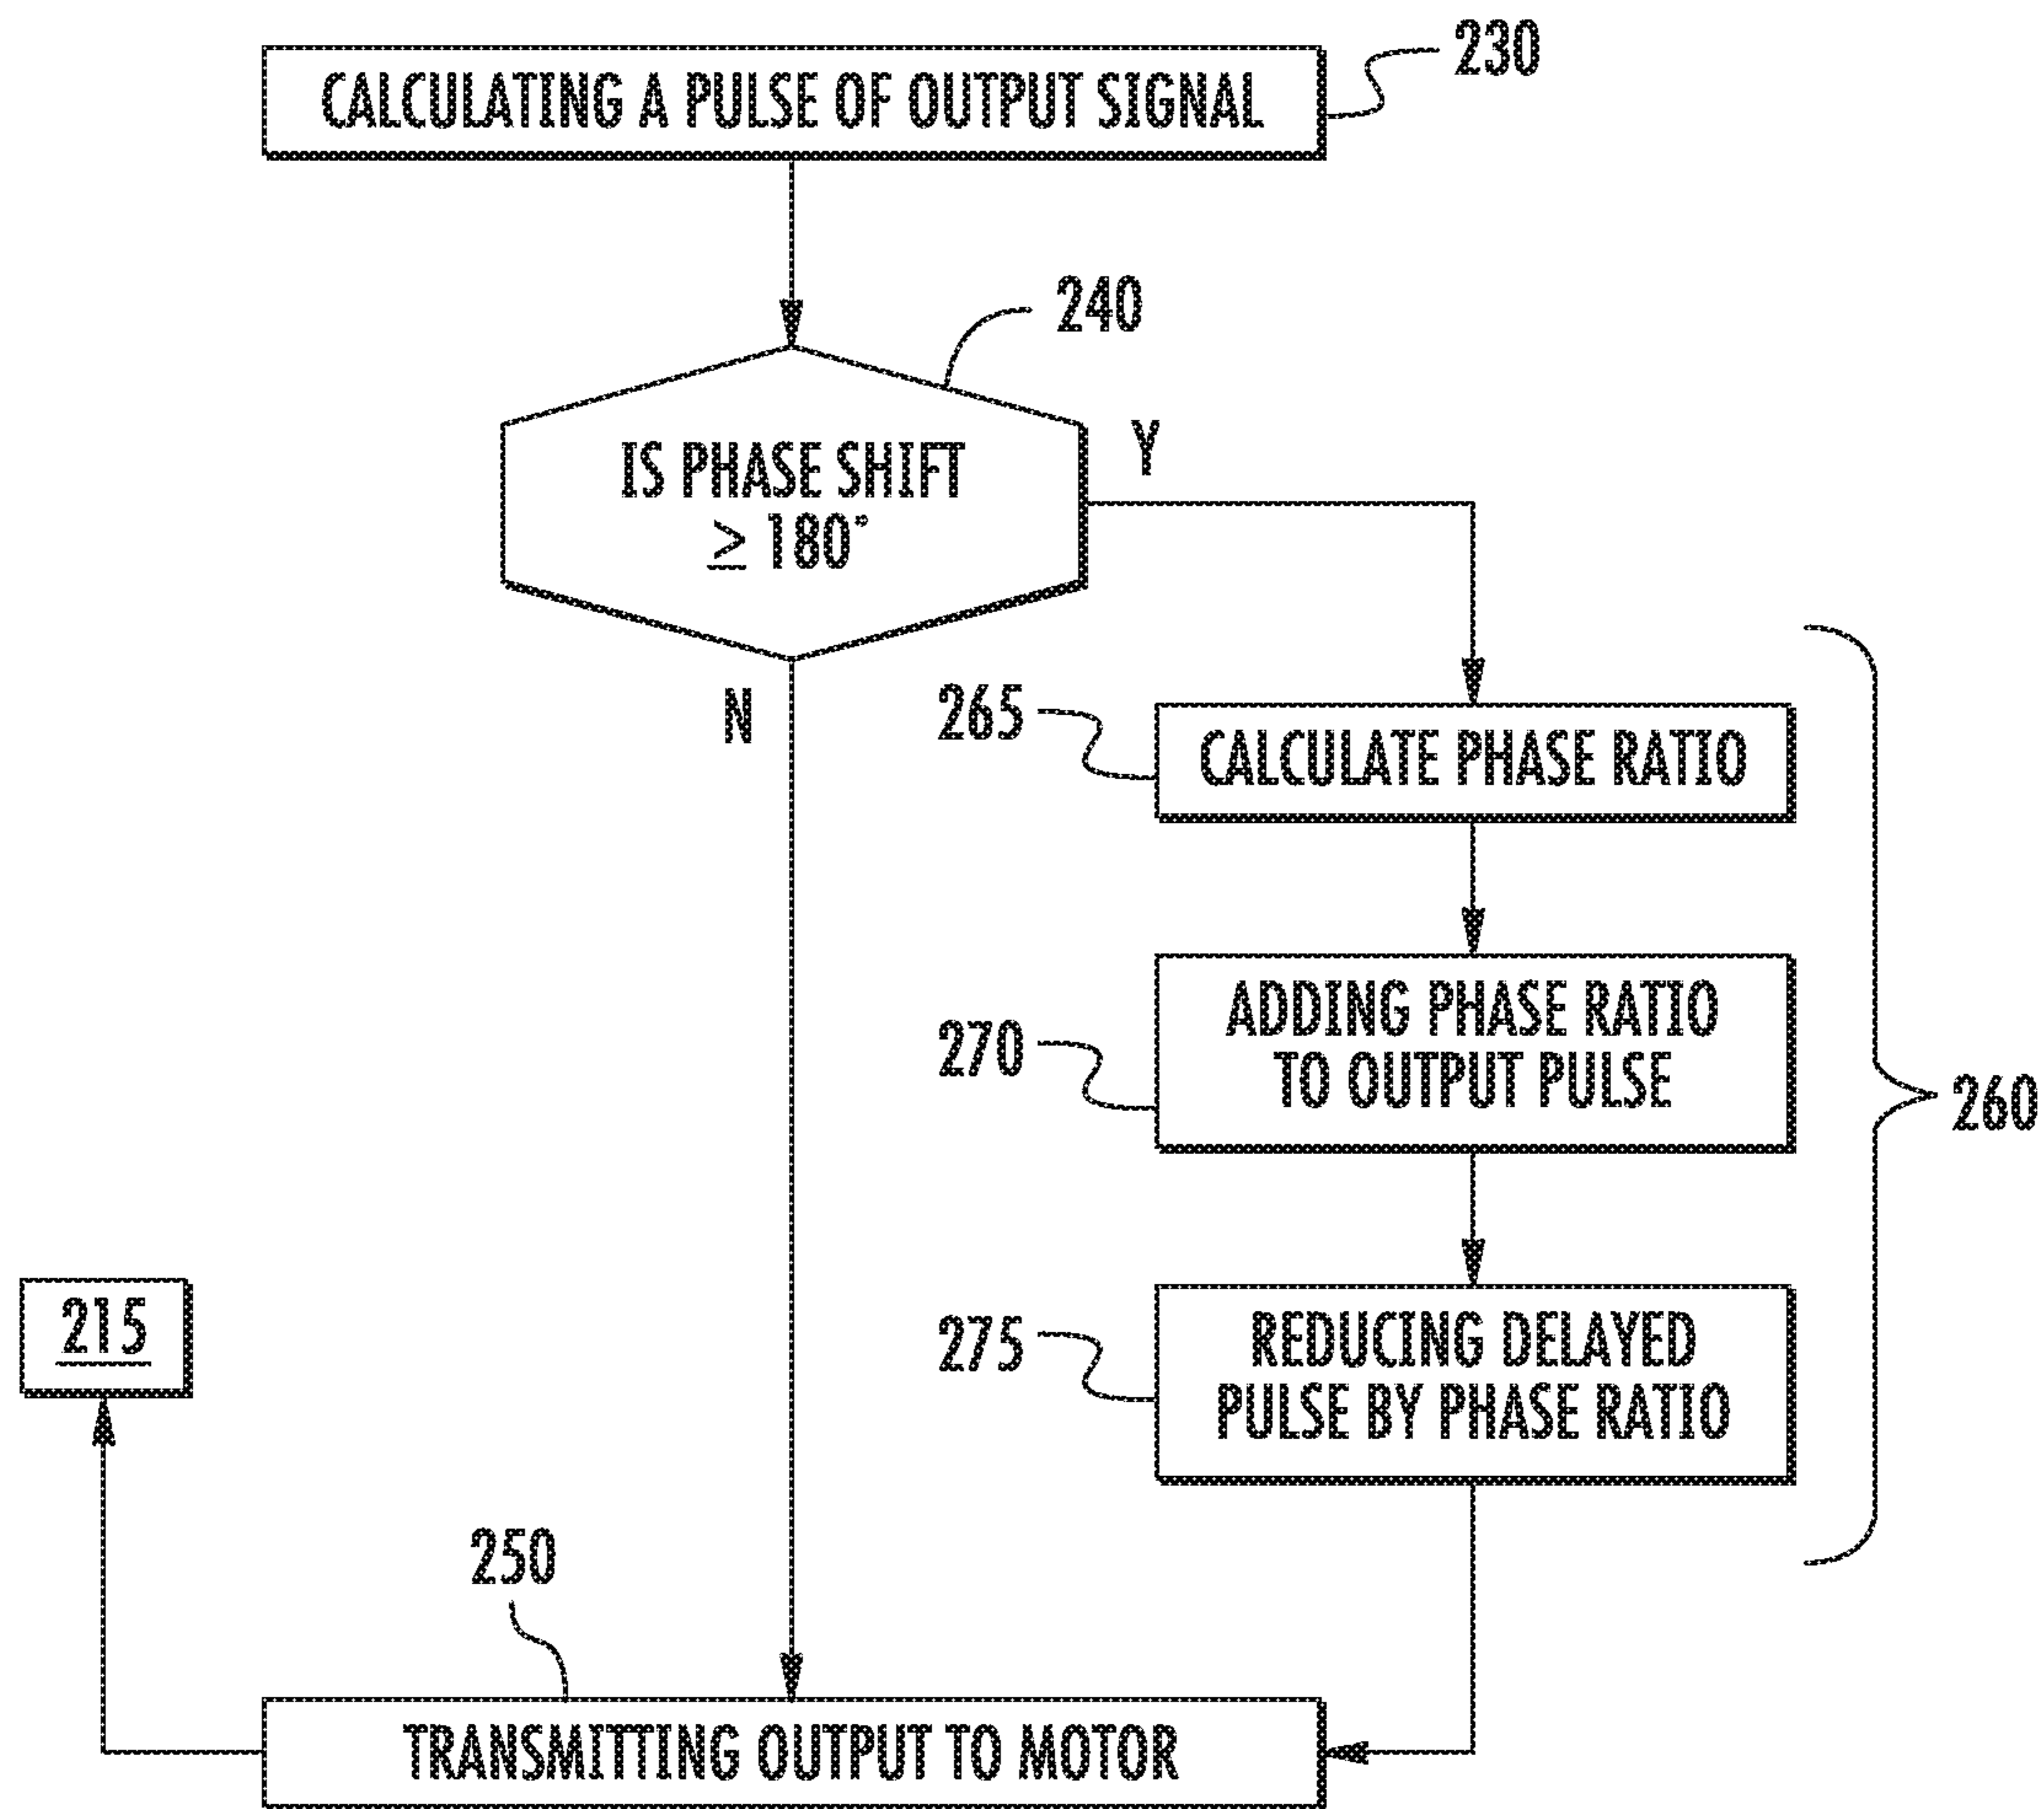 CALCULATING A PULSE OF OUTPUT SIGNAL
230
240
IS PHASE SHIFT
≥ 180°
Y
N
265
CALCULATE PHASE RATIO
270
ADDING PHASE RATIO
TO OUTPUT PULSE
260
275
REDUCING DELAYED
PULSE BY PHASE RATIO
215
250
TRANSMITTING OUTPUT TO MOTOR